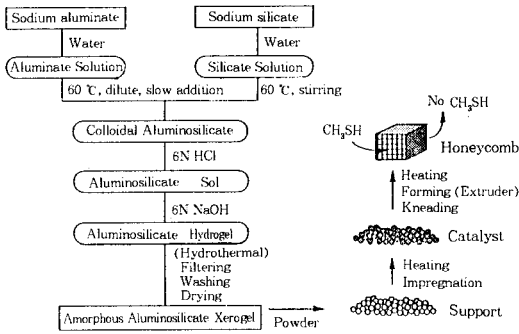 Sodium aluminate
Sodium silicate
Water
Water
Aluminate Solution
Silicate Solution
60 ℃, dilute, slow addition
60 ℃, stirring
Colloidal Aluminosilicate
6N HCl
Aluminosilicate Sol
6N NaOH
Aluminosilicate Hydrogel
(Hydrothermal)
Filtering
Washing
Drying
Amorphous Aluminosilicate Xerogel
Powder
Support
Heating
Impregnation
Catalyst
Heating
Forming (Extruder)
Kneading
Honeycomb
CH₃SH
No CH₃SH